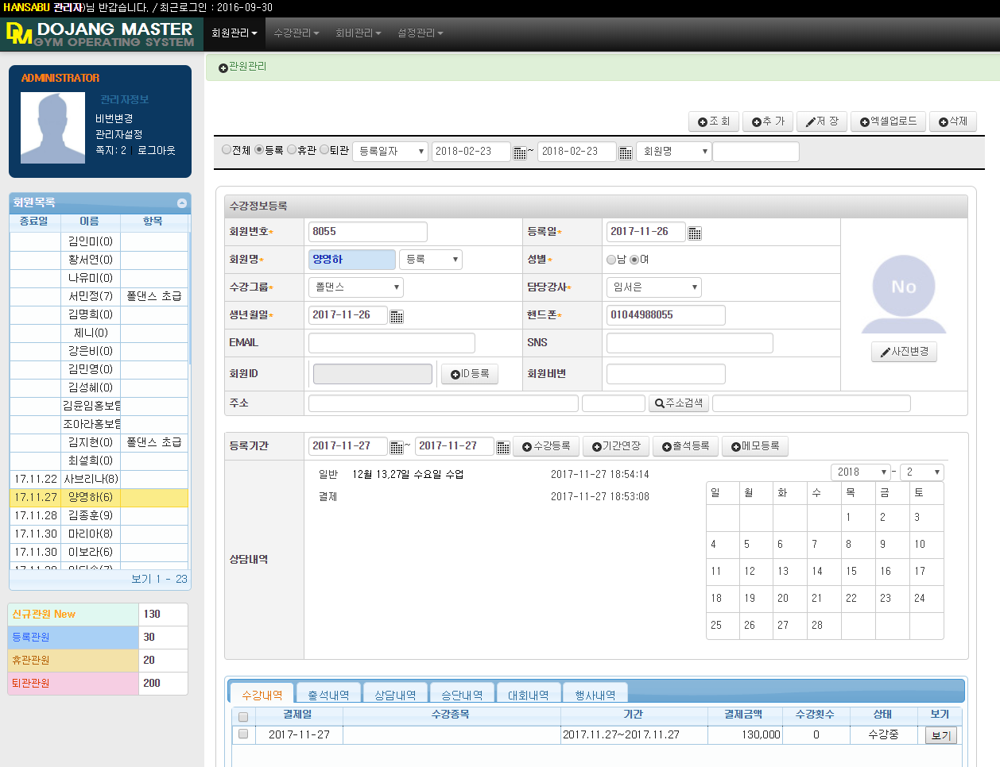 HANSABU 관리자)님 반갑습니다. / 최근로그인 : 2016-09-30
DM DOJANG MASTER
GYM OPERATING SYSTEM
회원관리 수강관리 회비관리 설정관리
관원관리
ADMINISTRATOR
관리자정보
비번변경
관리자설정
쪽지: 2 | 로그아웃
조 회 추 가 저 장 엑셀업로드 삭제
전체 등록 휴관 퇴관 등록일자 2018-02-23 ~ 2018-02-23 회원명
회원목록
종료일 이름 항목
김인미(0)
황서연(0)
나유미(0)
서민정(7) 폴댄스 초급
김명희(0)
제니(0)
강은비(0)
김민영(0)
김성혜(0)
김윤임홍보팀
조아라홍보팀
김지현(0) 폴댄스 초급
최설희(0)
17.11.22 사브리나(8)
17.11.27 양영하(6)
17.11.28 김종훈(9)
17.11.30 마리아(8)
17.11.30 이보라(6)
보기 1 - 23
신규관원 New 130
등록관원 30
휴관관원 20
퇴관관원 200
수강정보등록
회원번호* 8055 등록일* 2017-11-26
회원명* 양영하 등록 성별* 남 여
수강그룹* 폴댄스 담당강사* 임서은
생년월일* 2017-11-26 핸드폰* 01044988055
EMAIL SNS
회원ID ID등록 회원비번
주소 주소검색
No
사진변경
등록기간 2017-11-27 ~ 2017-11-27 수강등록 기간연장 출석등록 메모등록
상담내역
일반 12월 13,27일 수요일 수업 2017-11-27 18:54:14
결제 2017-11-27 18:53:08
2018 - 2
일 월 화 수 목 금 토
1 2 3
4 5 6 7 8 9 10
11 12 13 14 15 16 17
18 19 20 21 22 23 24
25 26 27 28
수강내역 출석내역 상담내역 승단내역 대회내역 행사내역
결제일 수강종목 기간 결제금액 수강횟수 상태 보기
2017-11-27 2017.11.27~2017.11.27 130,000 0 수강중 보기